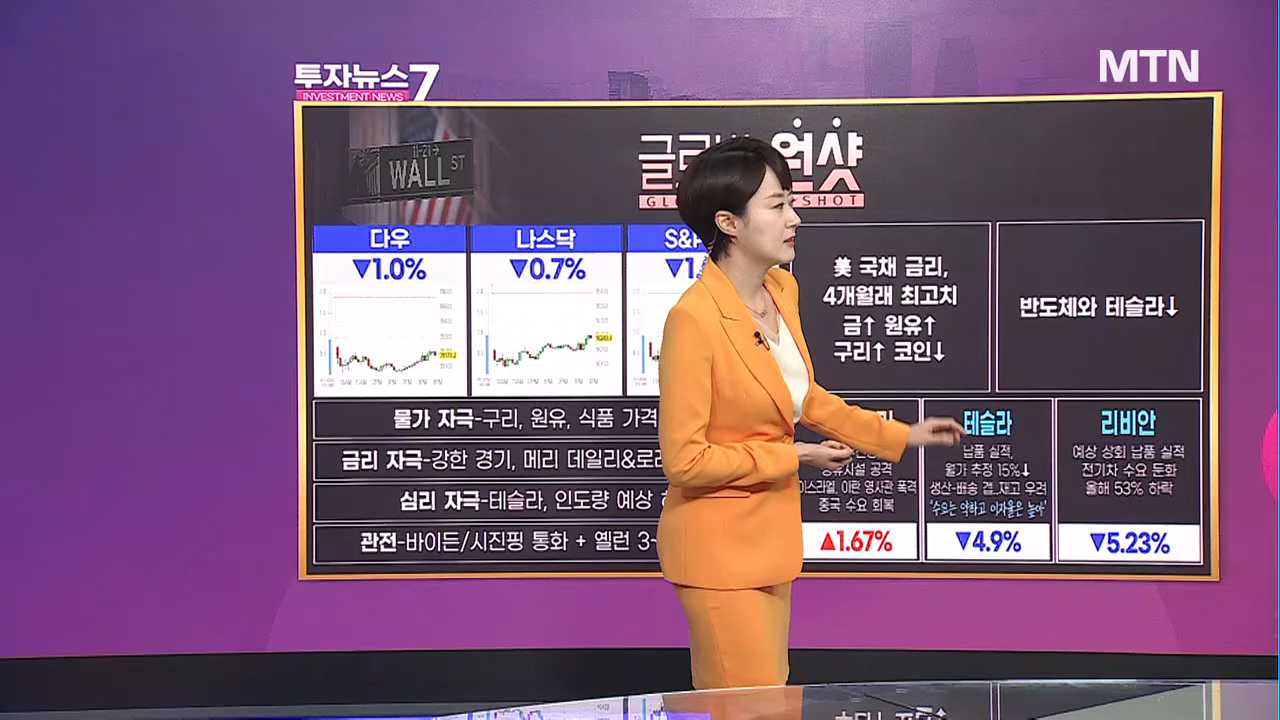 MTN
투자뉴스7
INVESTMENT NEWS
WALL ST
다우
나스닥
▼1.0%
▼0.7%
美 국채 금리,
4개월래 최고치
금↑ 원유↑
구리↑ 코인↓
반도체와 테슬라↓
물가 자극-구리, 원유, 식품 가격
금리 자극-강한 경기, 메리 데일리&로
심리 자극-테슬라, 인도량 예상
관전-바이든/시진핑 통화 + 옐런 3~
정유시설 공격
이스라엘, 이란 영사관 폭격
중국 수요 회복
▲1.67%
테슬라
납품 실적,
월가 추정 15%↓
생산-배송 갭..재고 우려
"수요는 약하고 이자율은 높아"
▼4.9%
리비안
예상 상회 납품 실적
전기차 수요 둔화
올해 53% 하락
▼5.23%